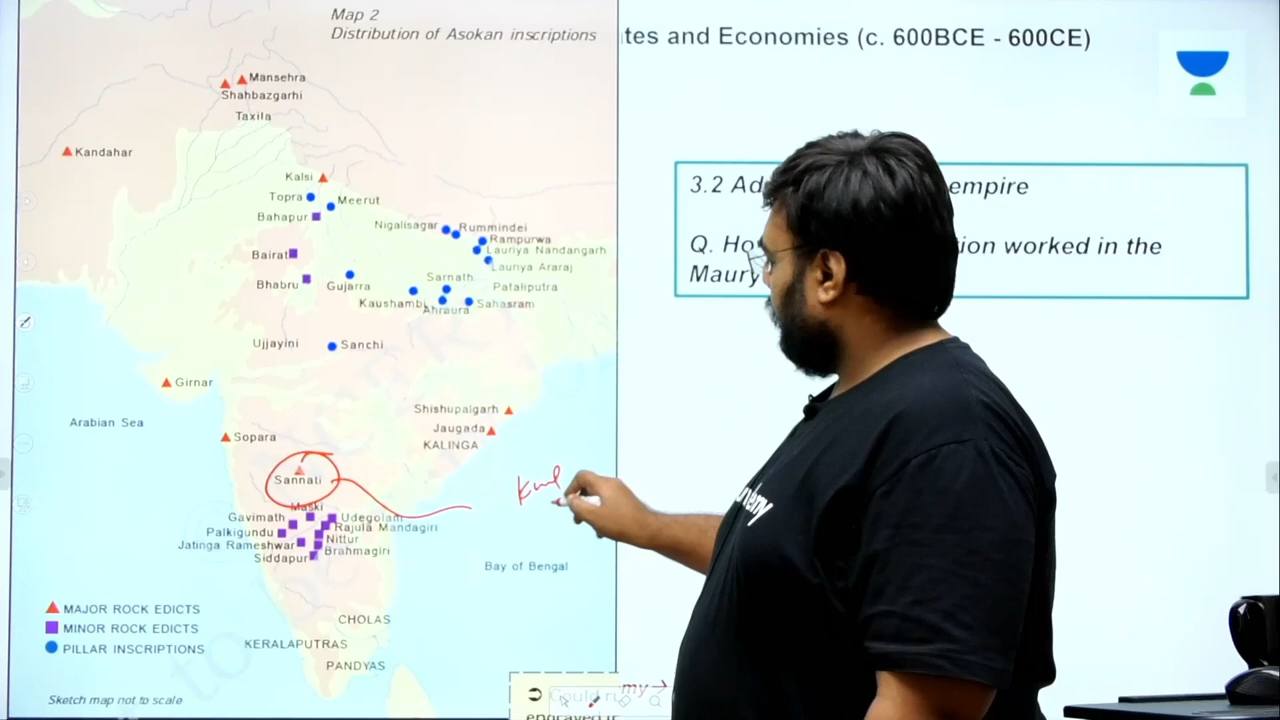 Map 2
Distribution of Asokan inscriptions
tes and Economies (c. 600BCE - 600CE)
Mansehra
Shahbazgarhi
Taxila
Kandahar
Kalsi
Topra
Meerut
Bahapur
Nigalisagar
Rummindei
Rampurwa
Lauriya Nandangarh
Lauriya Araraj
Bairat
Bhabru
Gujarra
Sarnath
Pataliputra
Kaushambi
Ahraura
Sahasram
Ujjayini
Sanchi
Girnar
Shishupalgarh
Jaugada
KALINGA
Arabian Sea
Sopara
Sannati
Maski
Gavimath
Udegolam
Palkigundu
Rajula Mandagiri
Jatinga Rameshwar
Nittur
Brahmagiri
Siddapur
Bay of Bengal
MAJOR ROCK EDICTS
MINOR ROCK EDICTS
PILLAR INSCRIPTIONS
CHOLAS
KERALAPUTRAS
PANDYAS
Sketch map not to scale
3.2 Ad empire
Q. Ho ion worked in the
Maury
my →
Could ru